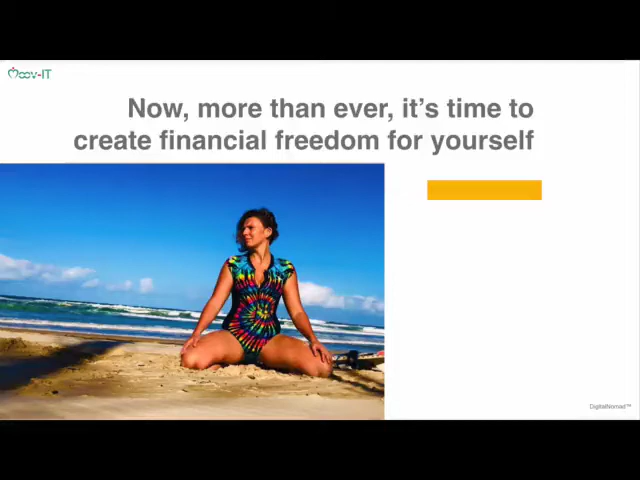 Moov-IT
Now, more than ever, it's time to
create financial freedom for yourself
DigitalNomad™